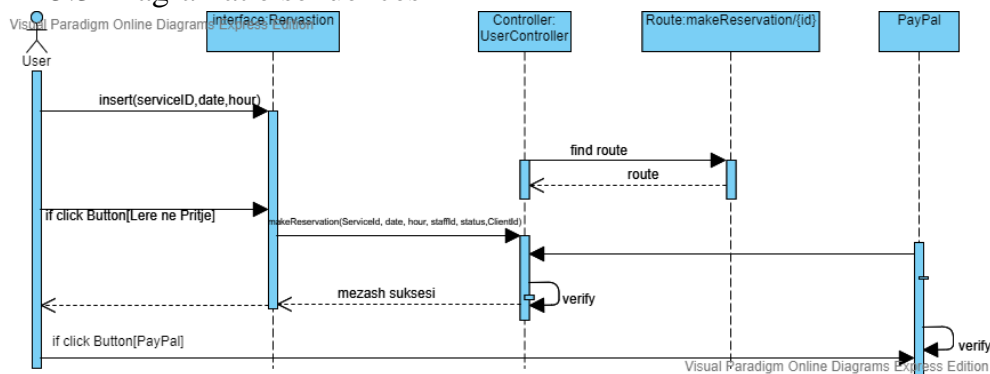 Visual Paradigm Online Diagrams Express Edition
User
interface:Rervastion
Controller:
UserController
Route:makeReservation/{id}
PayPal
insert(serviceID,date,hour)
find route
route
if click Button[Lere ne Pritje]
makeReservation(ServiceId, date, hour, staffId, status,ClientId)
mezash suksesi
verify
if click Button[PayPal]
verify
Visual Paradigm Online Diagrams Express Edition